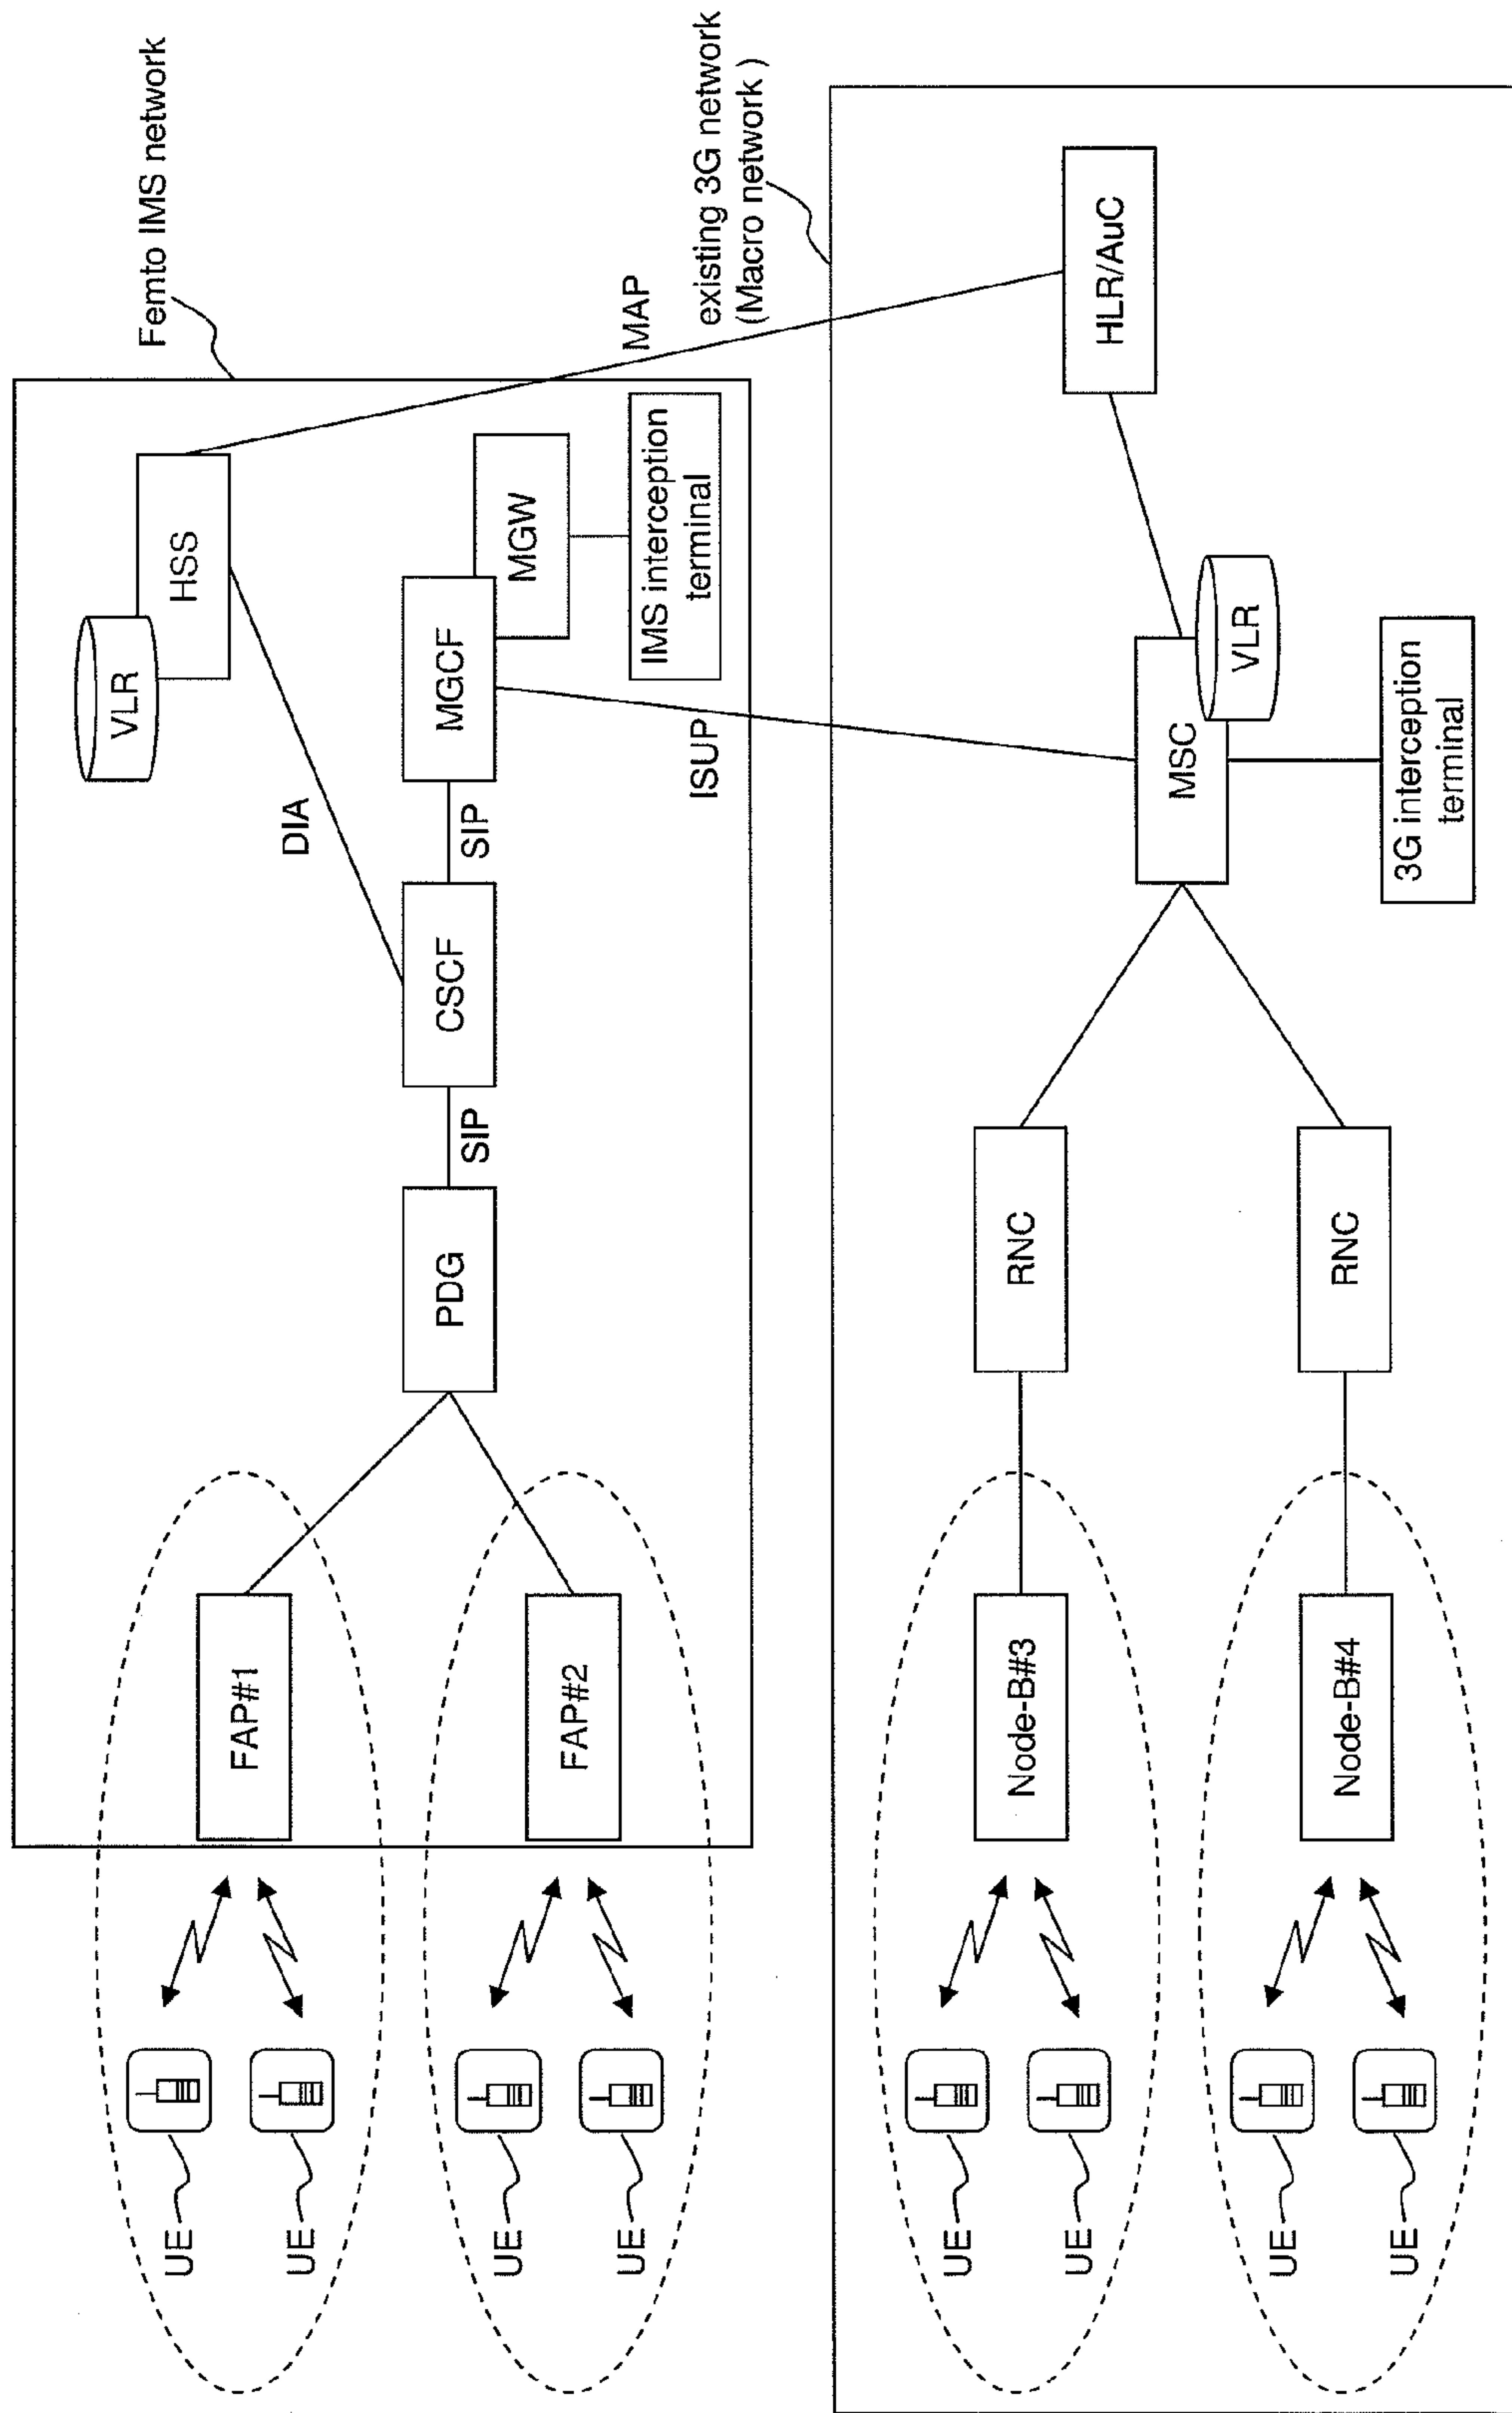 Femto IMS network
VLR
HSS
DIA
MAP
UE
UE
FAP#1
PDG
SIP
CSCF
SIP
MGCF
MGW
UE
UE
FAP#2
IMS interception
terminal
ISUP
existing 3G network
(Macro network )
UE
UE
Node-B#3
RNC
MSC
VLR
HLR/AuC
UE
UE
Node-B#4
RNC
3G interception
terminal